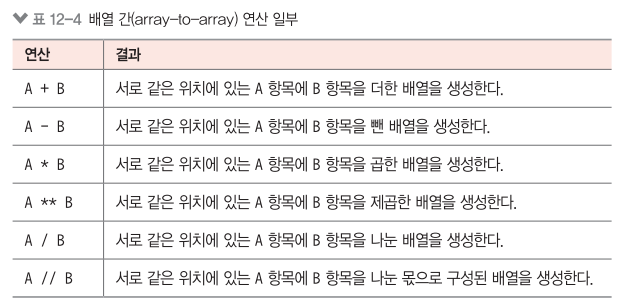 표 12-4 배열 간(array-to-array) 연산 일부
연산 결과
A + B 서로 같은 위치에 있는 A 항목에 B 항목을 더한 배열을 생성한다.
A - B 서로 같은 위치에 있는 A 항목에 B 항목을 뺀 배열을 생성한다.
A * B 서로 같은 위치에 있는 A 항목에 B 항목을 곱한 배열을 생성한다.
A ** B 서로 같은 위치에 있는 A 항목에 B 항목을 제곱한 배열을 생성한다.
A / B 서로 같은 위치에 있는 A 항목에 B 항목을 나눈 배열을 생성한다.
A // B 서로 같은 위치에 있는 A 항목에 B 항목을 나눈 몫으로 구성된 배열을 생성한다.